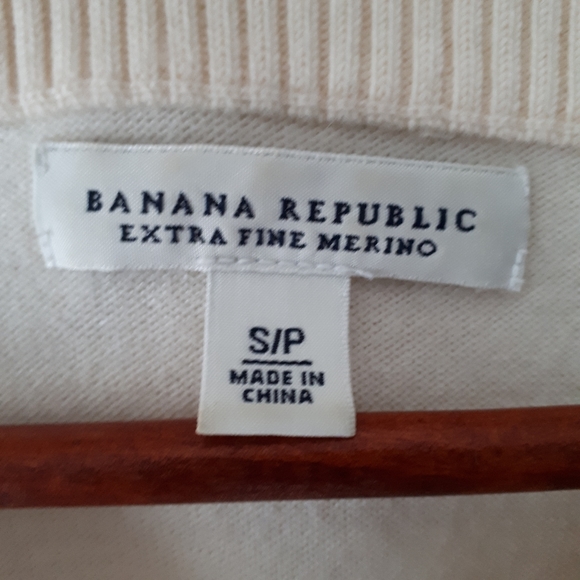 BANANA REPUBLIC
EXTRA FINE MERINO
S/P
MADE IN
CHINA